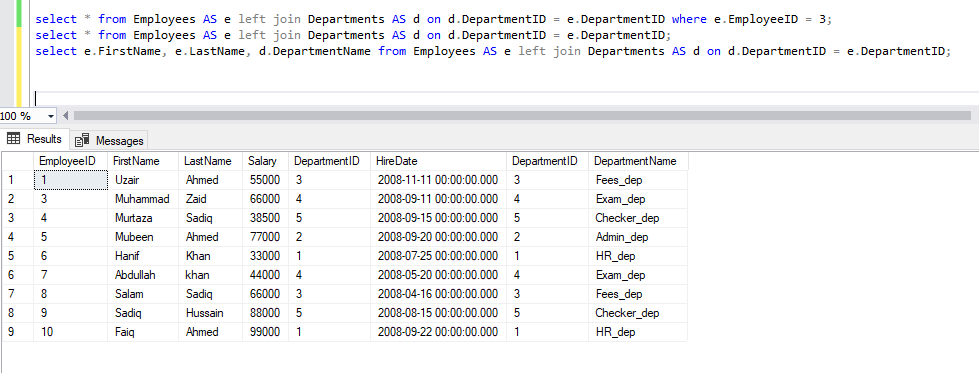 select * from Employees AS e left join Departments AS d on d.DepartmentID = e.DepartmentID where e.EmployeeID = 3;
select * from Employees AS e left join Departments AS d on d.DepartmentID = e.DepartmentID;
select e.FirstName, e.LastName, d.DepartmentName from Employees AS e left join Departments AS d on d.DepartmentID = e.DepartmentID;
100 %
Results Messages
EmployeeID FirstName LastName Salary DepartmentID HireDate DepartmentID DepartmentName
1 1 Uzair Ahmed 55000 3 2008-11-11 00:00:00.000 3 Fees_dep
2 3 Muhammad Zaid 66000 4 2008-09-11 00:00:00.000 4 Exam_dep
3 4 Murtaza Sadiq 38500 5 2008-09-15 00:00:00.000 5 Checker_dep
4 5 Mubeen Ahmed 77000 2 2008-09-20 00:00:00.000 2 Admin_dep
5 6 Hanif Khan 33000 1 2008-07-25 00:00:00.000 1 HR_dep
6 7 Abdullah khan 44000 4 2008-05-20 00:00:00.000 4 Exam_dep
7 8 Salam Sadiq 66000 3 2008-04-16 00:00:00.000 3 Fees_dep
8 9 Sadiq Hussain 88000 5 2008-08-15 00:00:00.000 5 Checker_dep
9 10 Faiq Ahmed 99000 1 2008-09-22 00:00:00.000 1 HR_dep